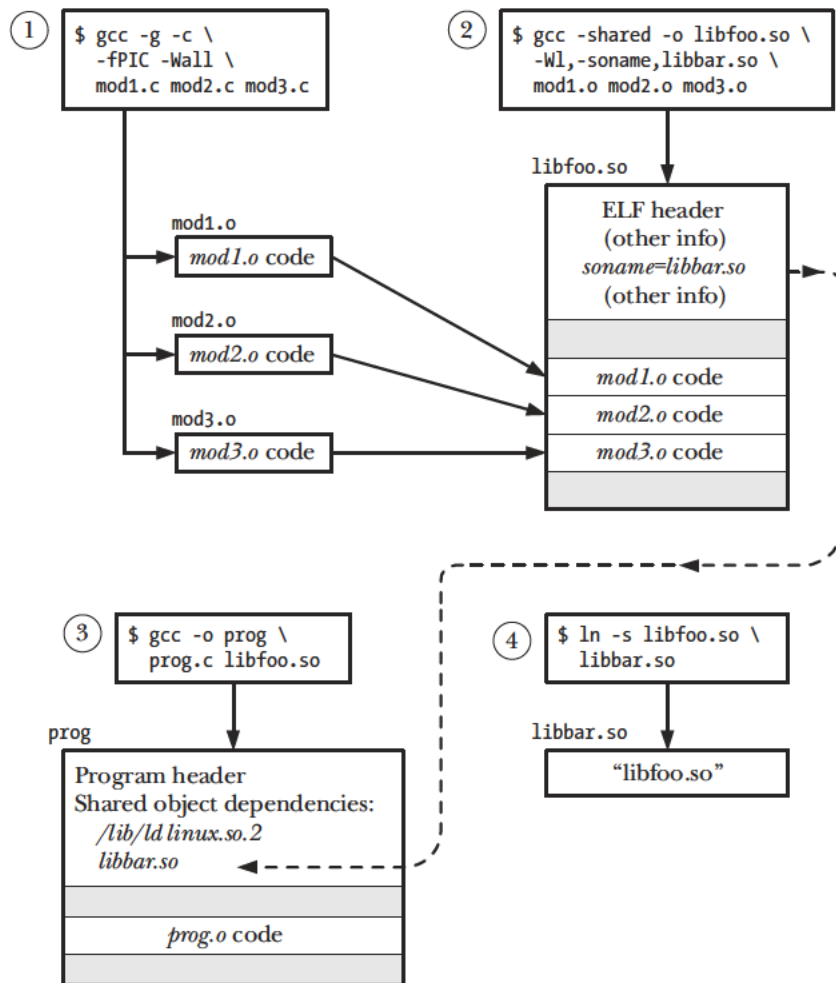 1
$ gcc -g -c \
-fPIC -Wall \
mod1.c mod2.c mod3.c
2
$ gcc -shared -o libfoo.so \
-Wl,-soname,libbar.so \
mod1.o mod2.o mod3.o
libfoo.so
ELF header
(other info)
soname=libbar.so
(other info)
mod1.o code
mod2.o code
mod3.o code
mod1.o
mod1.o code
mod2.o
mod2.o code
mod3.o
mod3.o code
3
$ gcc -o prog \
prog.c libfoo.so
prog
Program header
Shared object dependencies:
/lib/ld linux.so.2
libbar.so
prog.o code
4
$ ln -s libfoo.so \
libbar.so
libbar.so
“libfoo.so”